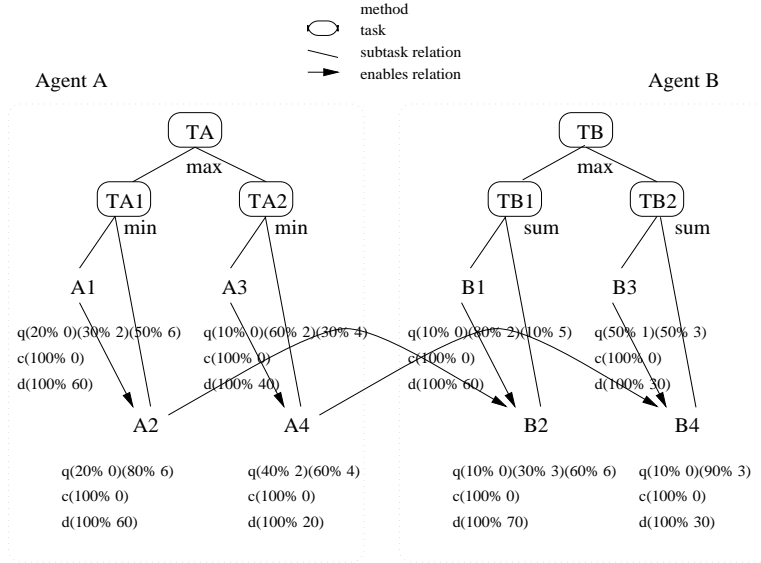 method
task
subtask relation
enables relation
Agent A
Agent B
TA
TB
max
max
TA1
TA2
TB1
TB2
min
min
sum
sum
A1
A3
B1
B3
q(20% 0)(30% 2)(50% 6)
q(10% 0)(60% 2)(30% 4)
q(10% 0)(80% 2)(10% 5)
q(50% 1)(50% 3)
c(100% 0)
c(100% 0)
c(100% 0)
c(100% 0)
d(100% 60)
d(100% 40)
d(100% 60)
d(100% 30)
A2
A4
B2
B4
q(20% 0)(80% 6)
q(40% 2)(60% 4)
q(10% 0)(30% 3)(60% 6)
q(10% 0)(90% 3)
c(100% 0)
c(100% 0)
c(100% 0)
c(100% 0)
d(100% 60)
d(100% 20)
d(100% 70)
d(100% 30)